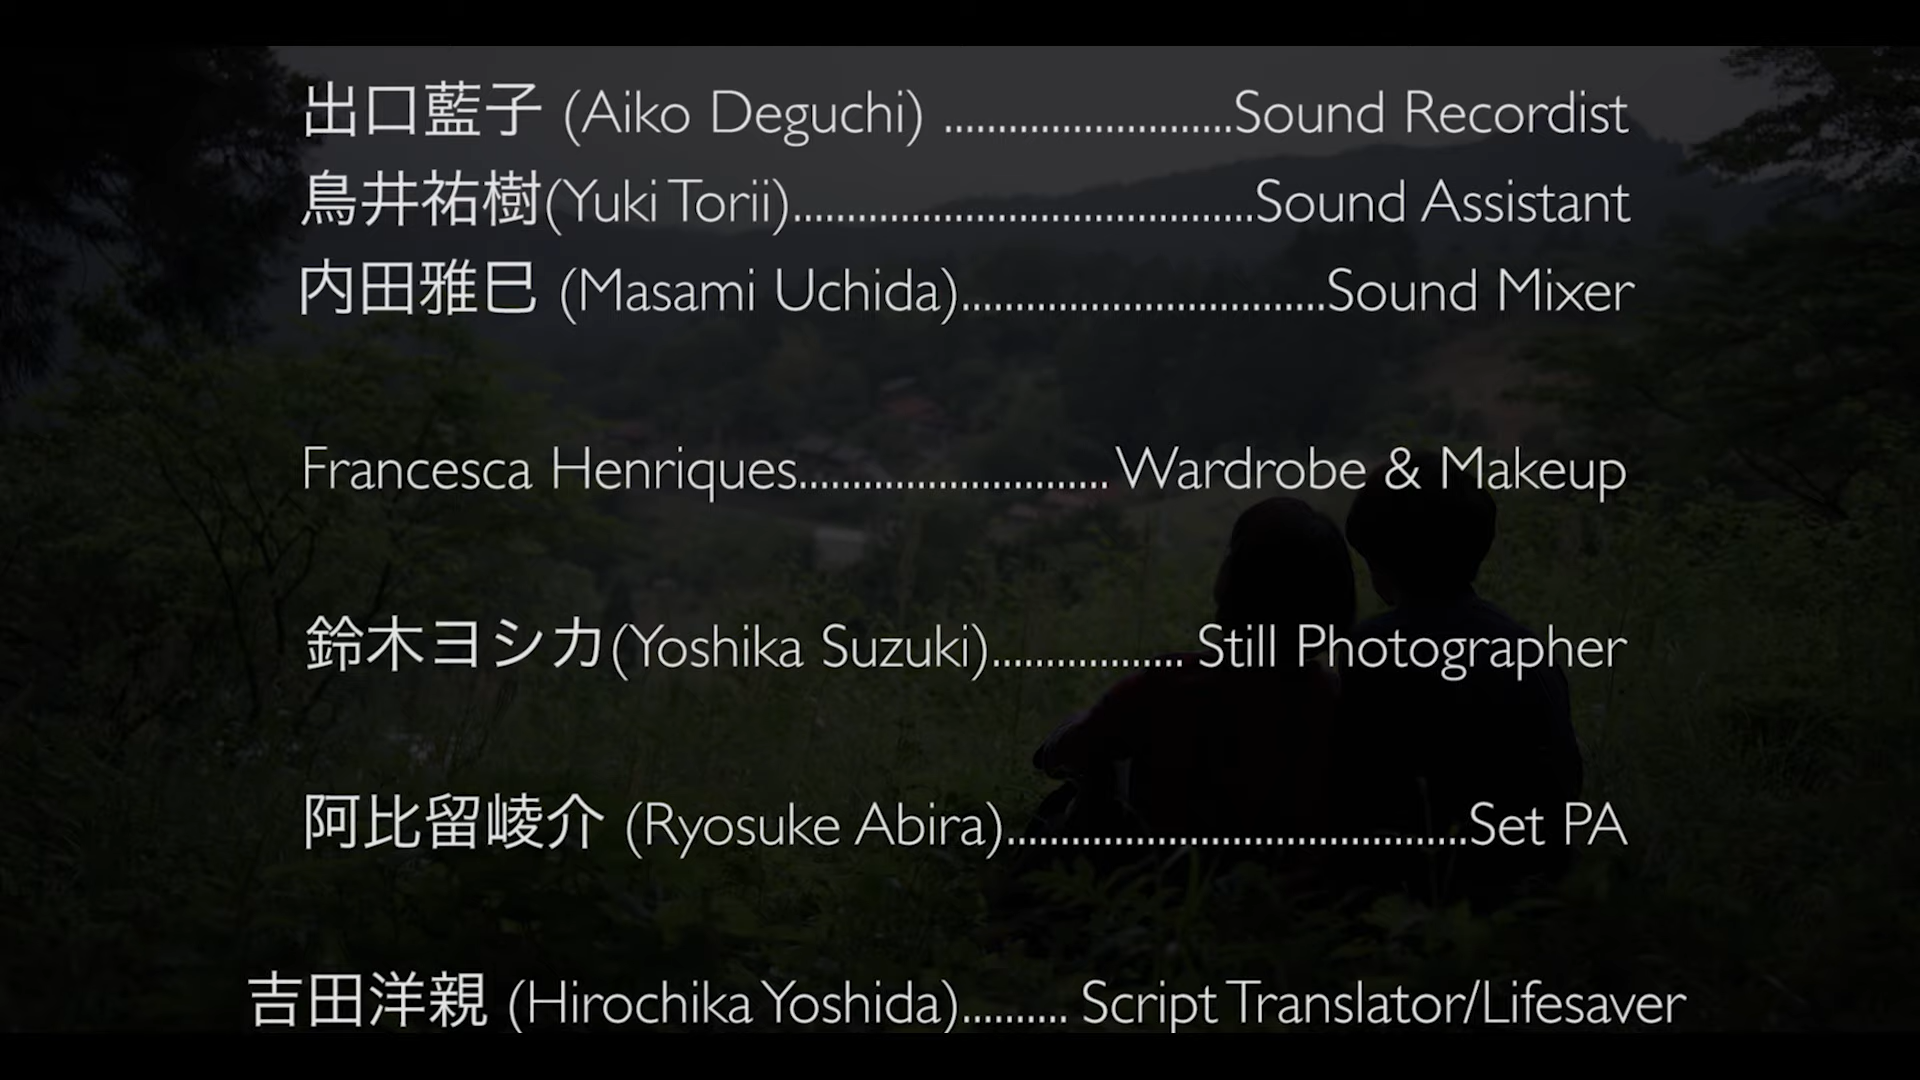 出口藍子 (Aiko Deguchi) ...........................Sound Recordist
鳥井祐樹(Yuki Torii)...........................................Sound Assistant
内田雅巳 (Masami Uchida)..................................Sound Mixer
Francesca Henriques............................. Wardrobe & Makeup
鈴木ヨシカ(Yoshika Suzuki).................. Still Photographer
阿比留崚介 (Ryosuke Abira)...........................................Set PA
吉田洋親 (Hirochika Yoshida).......... Script Translator/Lifesaver